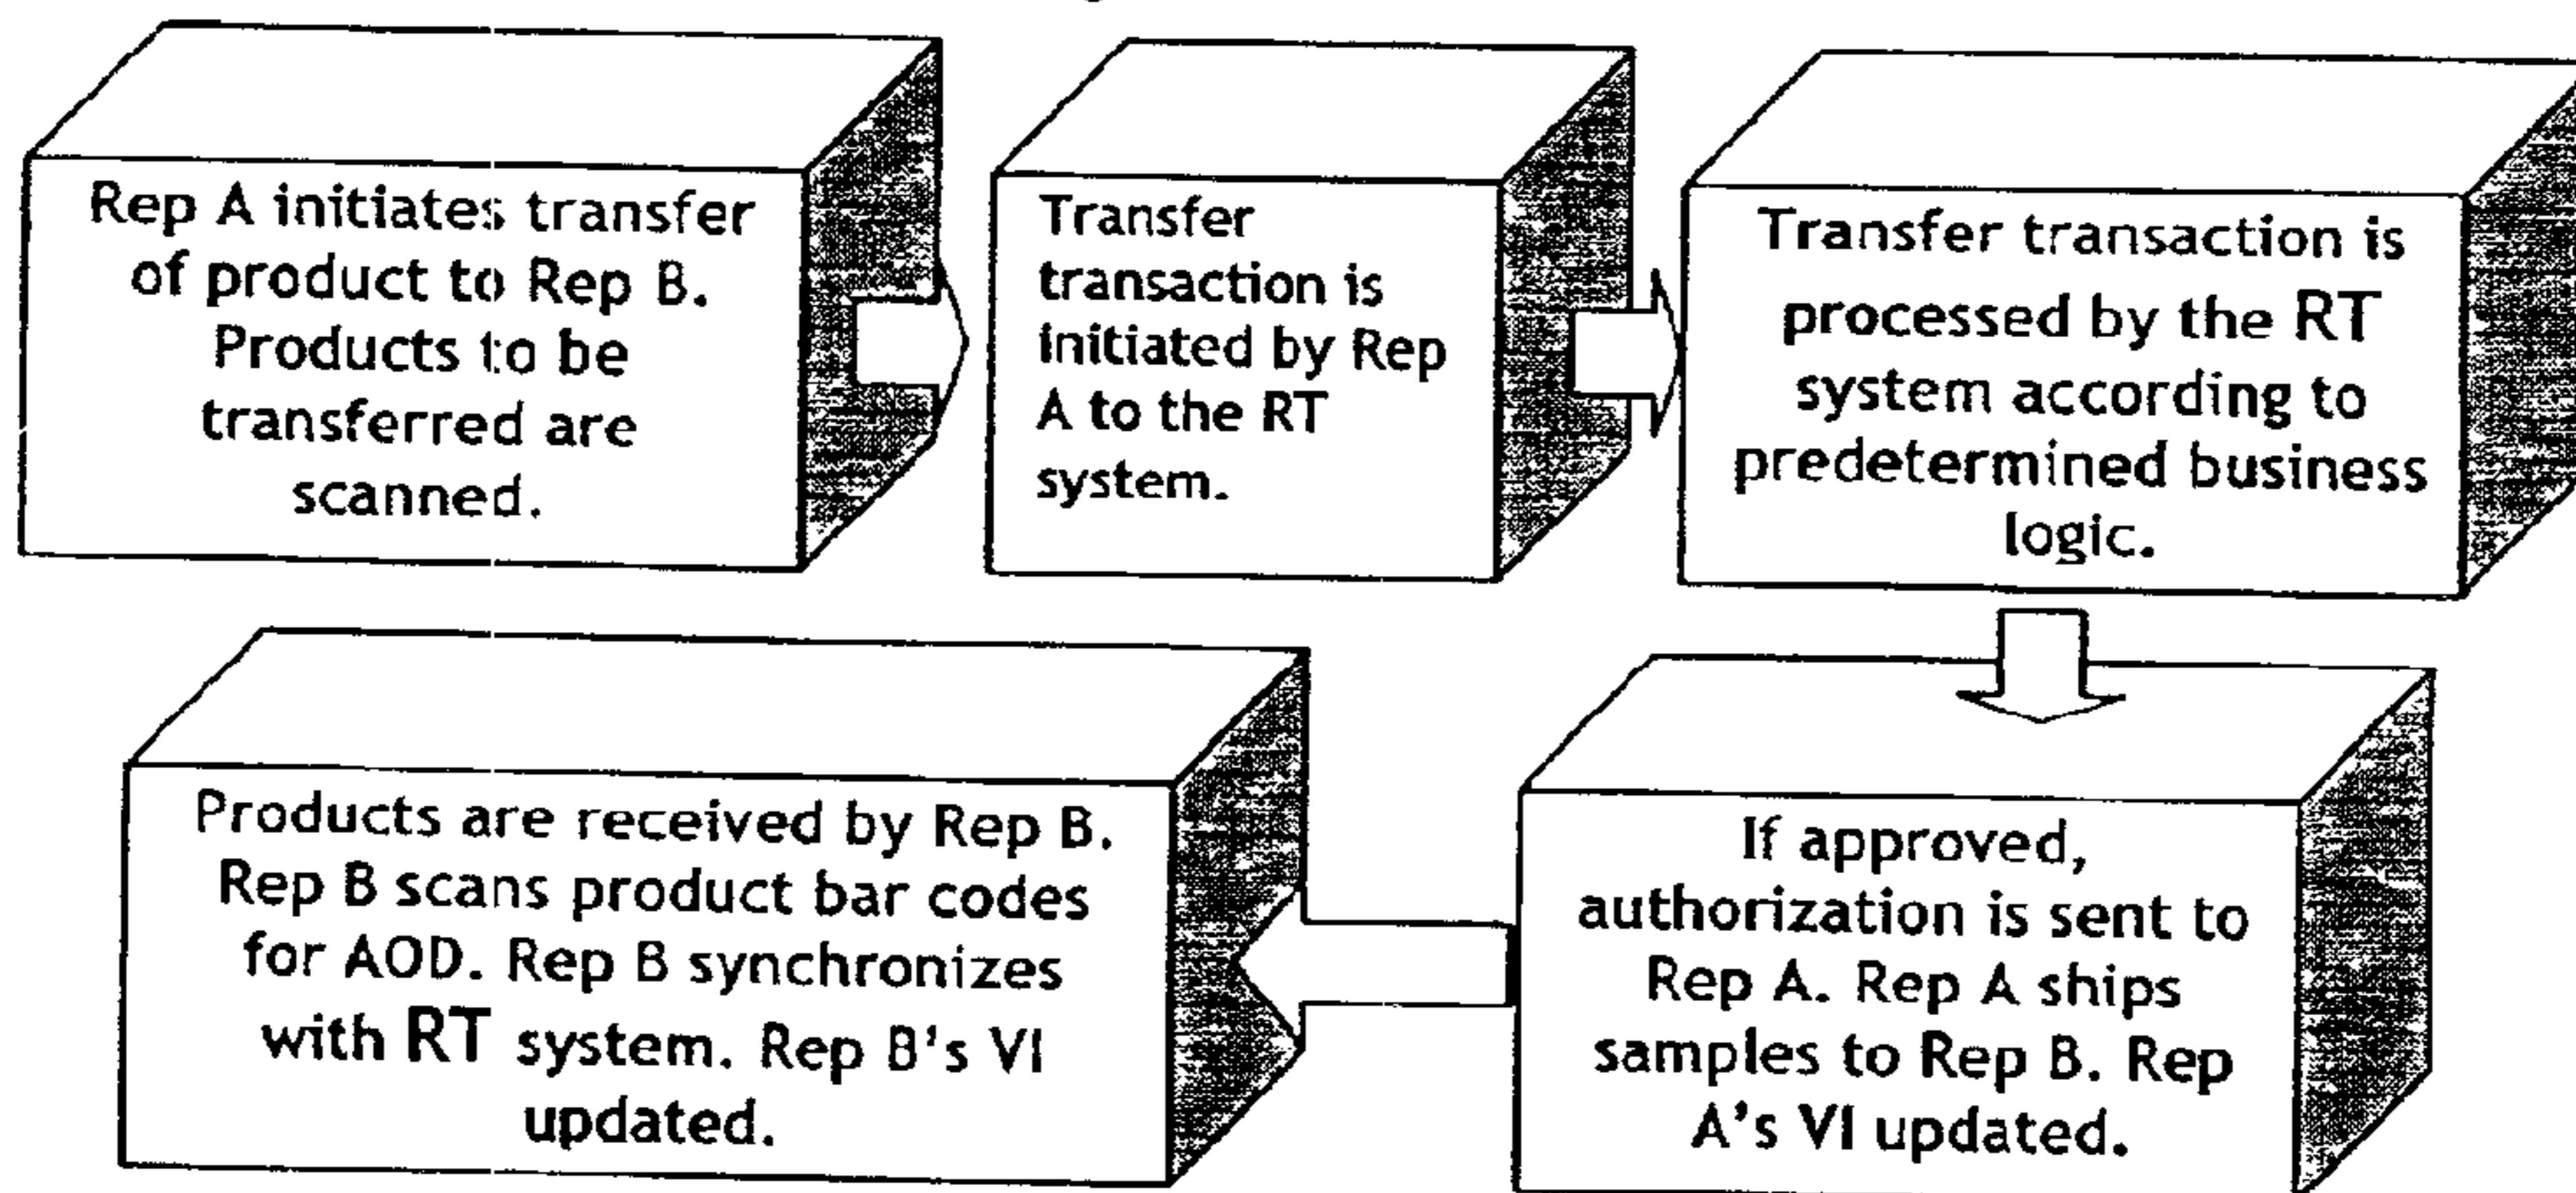 Rep A initiates transfer
of product to Rep B.
Products to be
transferred are
scanned.
Transfer
transaction is
initiated by Rep
A to the RT
system.
Transfer transaction is
processed by the RT
system according to
predetermined business
logic.
If approved,
authorization is sent to
Rep A. Rep A ships
samples to Rep B. Rep
A's VI updated.
Products are received by Rep B.
Rep B scans product bar codes
for AOD. Rep B synchronizes
with RT system. Rep B's VI
updated.